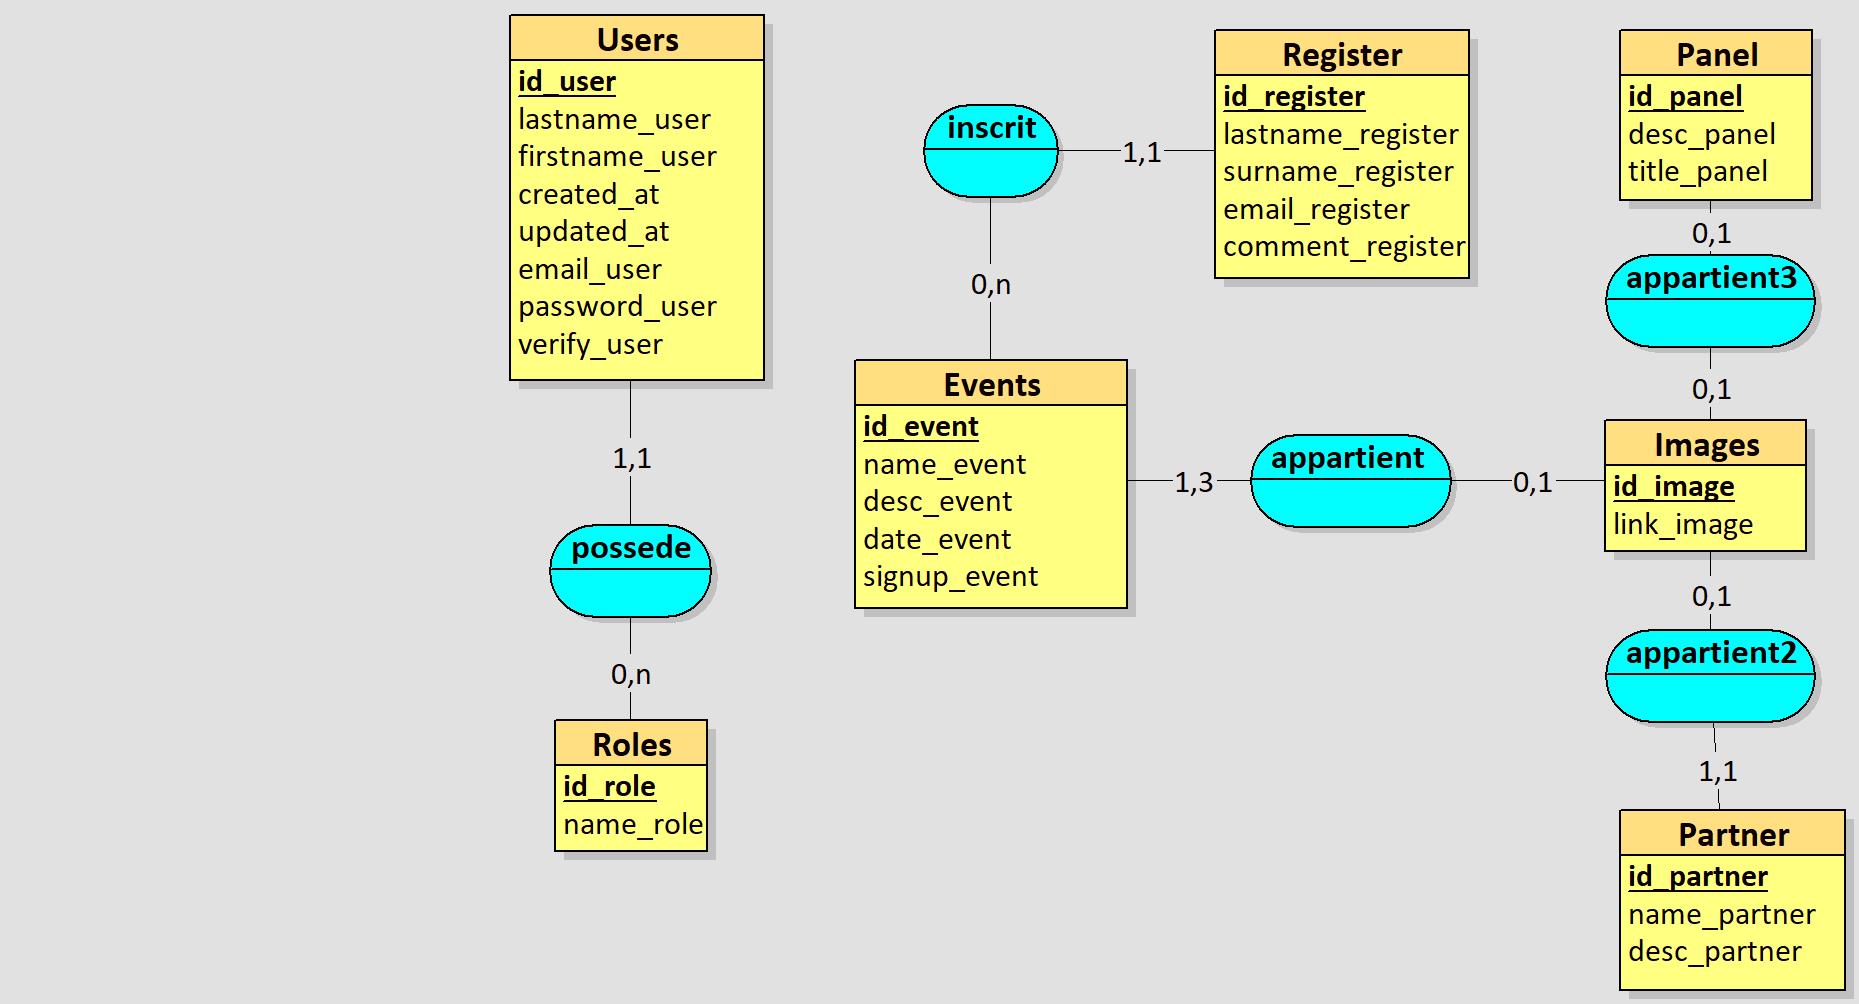 Users
id_user
lastname_user
firstname_user
created_at
updated_at
email_user
password_user
verify_user
1,1
possede
0,n
Roles
id_role
name_role
inscrit
1,1
0,n
Register
id_register
lastname_register
surname_register
email_register
comment_register
Events
id_event
name_event
desc_event
date_event
signup_event
1,3
appartient
0,1
Panel
id_panel
desc_panel
title_panel
0,1
appartient3
0,1
Images
id_image
link_image
0,1
appartient2
1,1
Partner
id_partner
name_partner
desc_partner